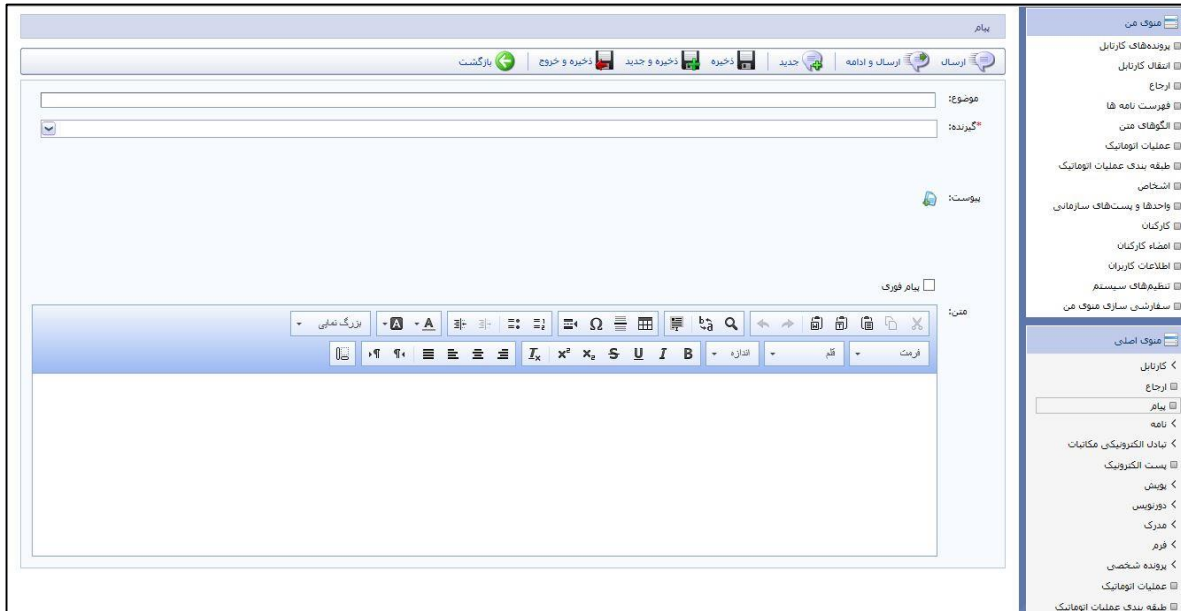 منوی من
پرونده‌های کارتابل
انتقال کارتابل
ارجاع
فهرست نامه ها
الگوهای متن
عملیات اتوماتیک
طبقه بندی عملیات اتوماتیک
اشخاص
واحدها و پست‌های سازمانی
کارکنان
امضاء کارکنان
اطلاعات کاربران
تنظیم‌های سیستم
سفارشی سازی منوی من
منوی اصلی
کارتابل
ارجاع
پیام
نامه
تبادل الکترونیکی مکاتبات
پست الکترونیک
پویش
دورنویس
مدرک
فرم
پرونده شخصی
عملیات اتوماتیک
طبقه بندی عملیات اتوماتیک
پیام
ارسال ارسال و ادامه جدید ذخیره ذخیره و جدید ذخیره و خروج بازگشت
موضوع:
*گیرنده:
پیوست:
پیام فوری
متن:
بزرگ نمایی
فرمت قلم اندازه B I U S x₂ x² Tx